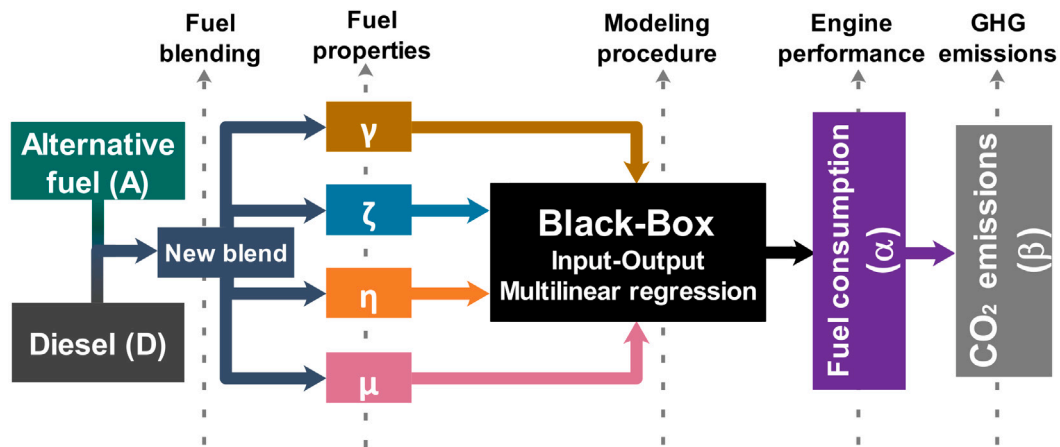 Fuel
blending
Fuel
properties
Modeling
procedure
Engine
performance
GHG
emissions
Alternative
fuel (A)
Diesel (D)
New blend
γ
ζ
η
μ
Black-Box
Input-Output
Multilinear regression
Fuel consumption
(α)
CO₂ emissions
(β)